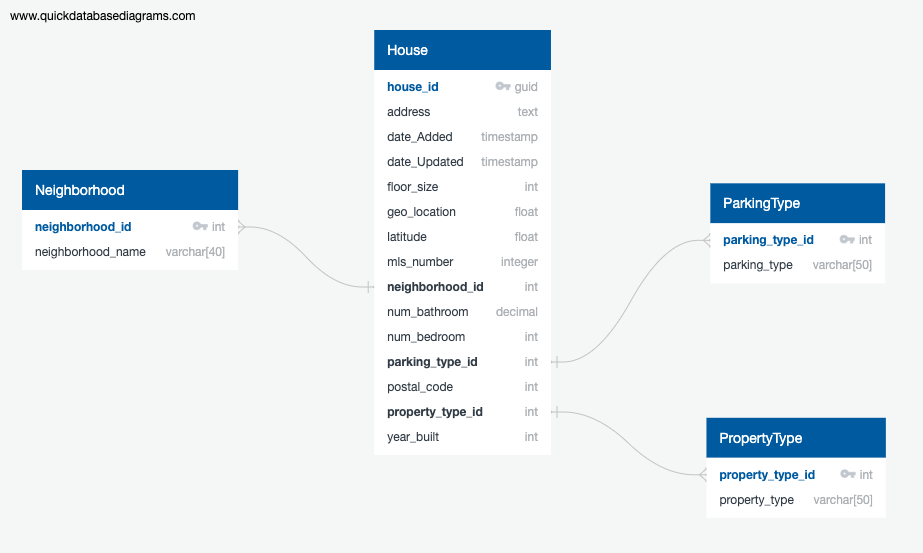 www.quickdatabasediagrams.com
House
house_id guid
address text
date_Added timestamp
date_Updated timestamp
floor_size int
geo_location float
latitude float
mls_number integer
neighborhood_id int
num_bathroom decimal
num_bedroom int
parking_type_id int
postal_code int
property_type_id int
year_built int
Neighborhood
neighborhood_id int
neighborhood_name varchar[40]
ParkingType
parking_type_id int
parking_type varchar[50]
PropertyType
property_type_id int
property_type varchar[50]